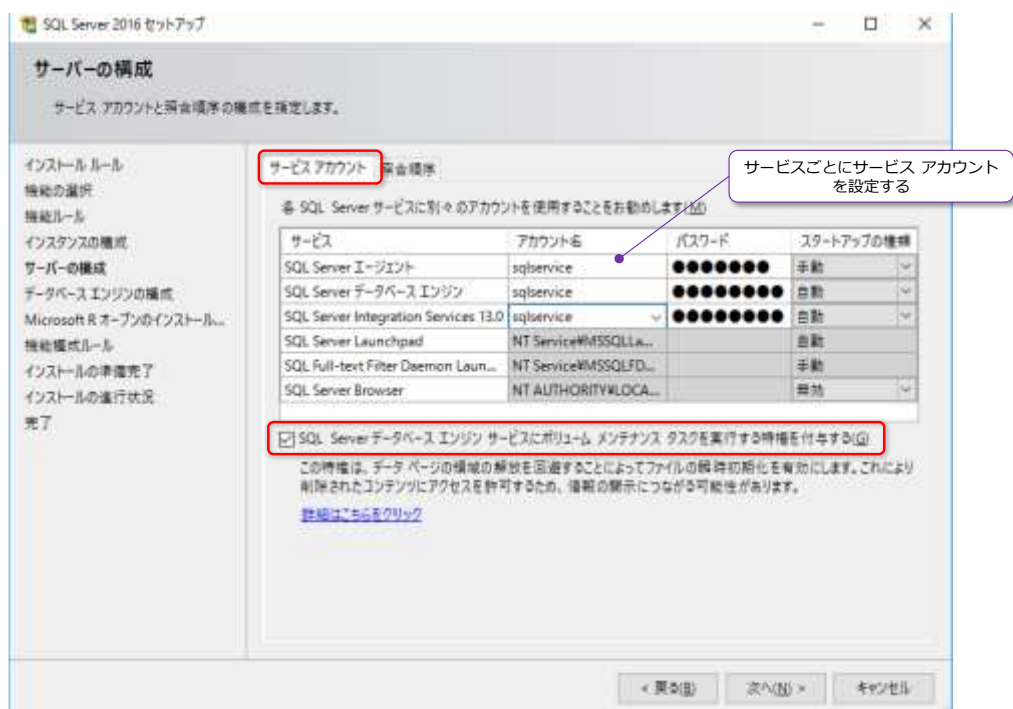 SQL Server 2016 セットアップ
サーバーの構成
サービス アカウントと照合順序の構成を指定します。
インストール ルール
機能の選択
機能ルール
インスタンスの構成
サーバーの構成
データベース エンジンの構成
Microsoft R オープンのインストール...
機能構成ルール
インストールの準備完了
インストールの進行状況
完了
サービス アカウント 照合順序
サービスごとにサービス アカウント
を設定する
各 SQL Server サービスに別々のアカウントを使用することをお勧めします(M)
サービス アカウント名 パスワード スタートアップの種類
SQL Server エージェント sqlservice ●●●●●●● 手動
SQL Server データベース エンジン sqlservice ●●●●●●●● 自動
SQL Server Integration Services 13.0 sqlservice ●●●●●●●● 自動
SQL Server Launchpad NT Service¥MSSQLLa... 自動
SQL Full-text Filter Daemon Laun... NT Service¥MSSQLFD... 手動
SQL Server Browser NT AUTHORITY¥LOCA... 無効
SQL Server データベース エンジン サービスにボリューム メンテナンス タスクを実行する特権を付与する(G)
この特権は、データ ページの領域の解放を回避することによってファイルの瞬時初期化を有効にします。これにより
削除されたコンテンツにアクセスを許可するため、情報の開示につながる可能性があります。
詳細はこちらをクリック
< 戻る(B) 次へ(N) > キャンセル